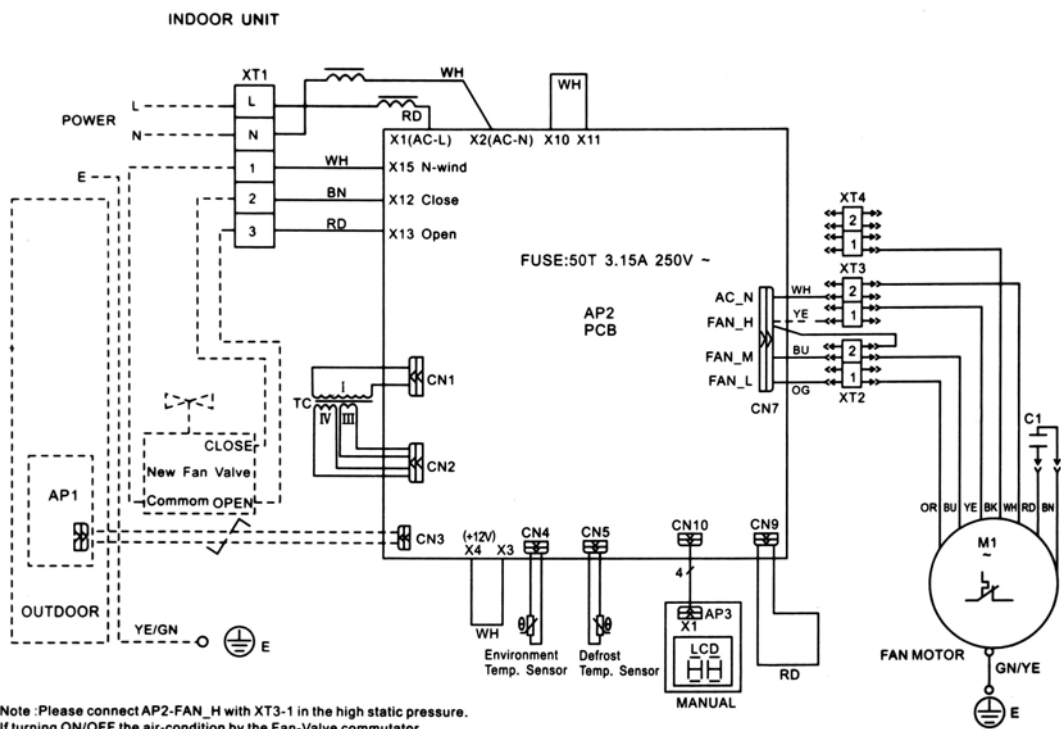 INDOOR UNIT
XT1
L
N
1
2
3
POWER
L
N
E
WH
RD
WH
X1(AC-L) X2(AC-N) X10 X11
WH X15 N-wind
BN X12 Close
RD X13 Open
FUSE:50T 3.15A 250V ~
AP2
PCB
AC_N
FAN_H
FAN_M
FAN_L
CN7
WH
YE
BU
OG
XT4
2
1
XT3
2
1
2
1
XT2
C1
OR BU YE BK WH RD BN
M1
~
FAN MOTOR
GN/YE
E
TC
I
IV III
CN1
CN2
CLOSE
New Fan Valve
Commom OPEN
AP1
OUTDOOR
YE/GN
E
CN3
(+12V)
X4 X3
WH
CN4
θ
Environment
Temp. Sensor
CN5
θ
Defrost
Temp. Sensor
CN10
4
AP3
X1
LCD
MANUAL
CN9
RD
Note :Please connect AP2-FAN_H with XT3-1 in the high static pressure.
If turning ON/OFF the air-condition by the Fan-Valve commutator